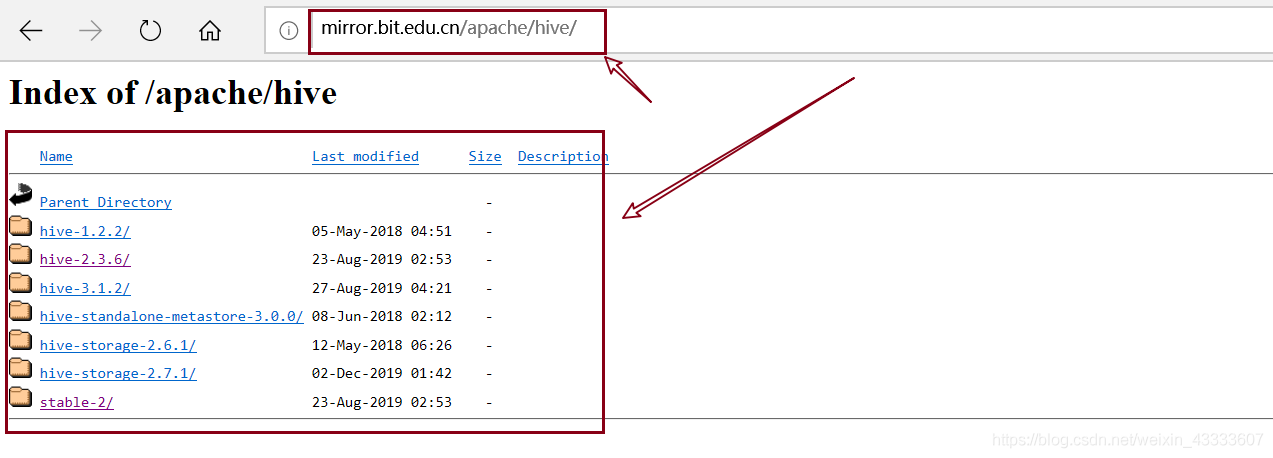 mirror.bit.edu.cn/apache/hive/
Index of /apache/hive
Name Last modified Size Description
Parent Directory -
hive-1.2.2/ 05-May-2018 04:51 -
hive-2.3.6/ 23-Aug-2019 02:53 -
hive-3.1.2/ 27-Aug-2019 04:21 -
hive-standalone-metastore-3.0.0/ 08-Jun-2018 02:12 -
hive-storage-2.6.1/ 12-May-2018 06:26 -
hive-storage-2.7.1/ 02-Dec-2019 01:42 -
stable-2/ 23-Aug-2019 02:53 -
https://blog.csdn.net/weixin_43333607